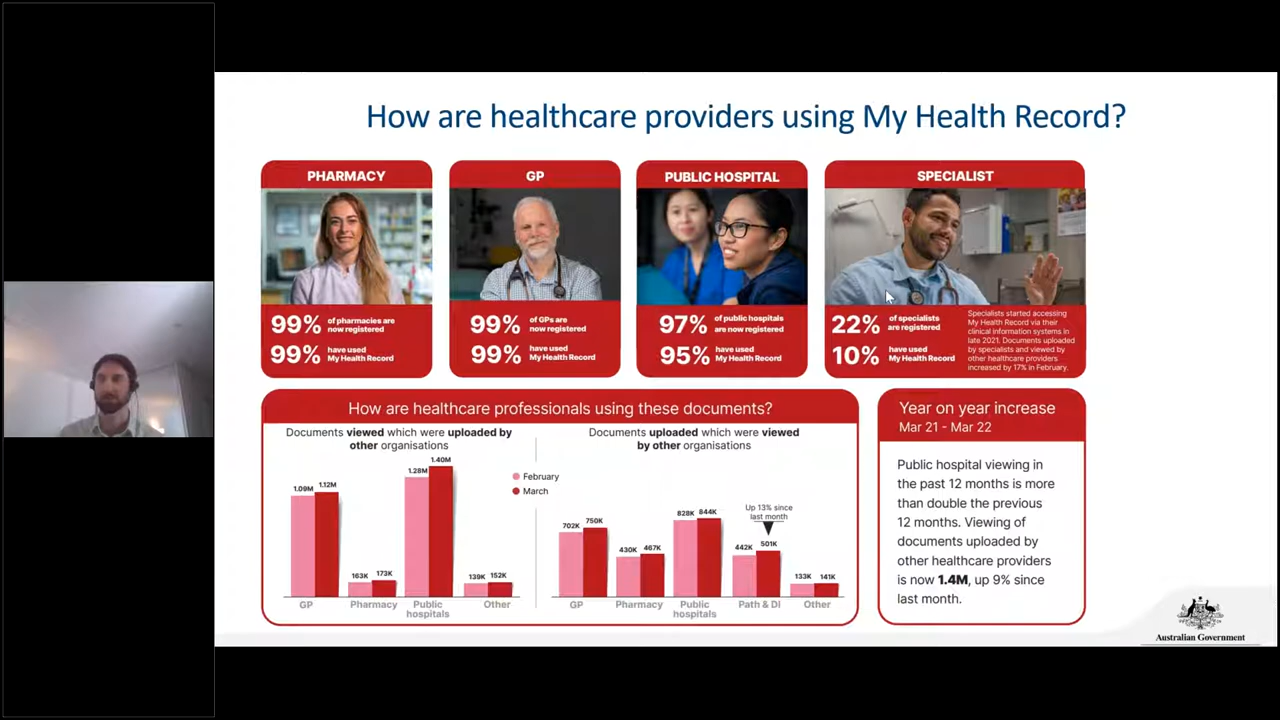 How are healthcare providers using My Health Record?
PHARMACY
99% of pharmacies are
now registered
99% have used
My Health Record
GP
99% of GPs are
now registered
99% have used
My Health Record
PUBLIC HOSPITAL
97% of public hospitals
are now registered
95% have used
My Health Record
SPECIALIST
22% of specialists
are registered
10% have used
My Health Record
Specialists started accessing
My Health Record via their
clinical information systems in
late 2021. Documents uploaded
by specialists and viewed by
other healthcare providers
increased by 17% in February.
How are healthcare professionals using these documents?
Documents viewed which were uploaded by
other organisations
1.09M 1.12M
163K 173K
1.28M 1.40M
139K 152K
GP Pharmacy Public
hospitals Other
February
March
Documents uploaded which were viewed
by other organisations
702K 750K
430K 467K
828K 844K
Up 13% since
last month
442K 501K
133K 141K
GP Pharmacy Public
hospitals Path & DI Other
Year on year increase
Mar 21 - Mar 22
Public hospital viewing in
the past 12 months is more
than double the previous
12 months. Viewing of
documents uploaded by
other healthcare providers
is now 1.4M, up 9% since
last month.
Australian Government